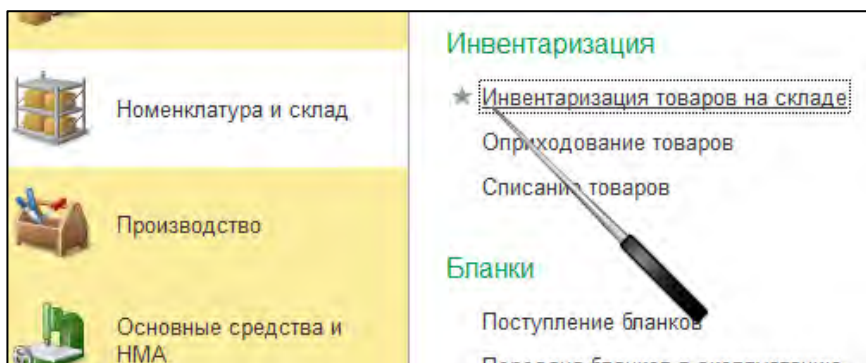 Номенклатура и склад
Производство
Основные средства и
НМА
Инвентаризация
Инвентаризация товаров на складе
Оприходование товаров
Списание товаров
Бланки
Поступление бланков